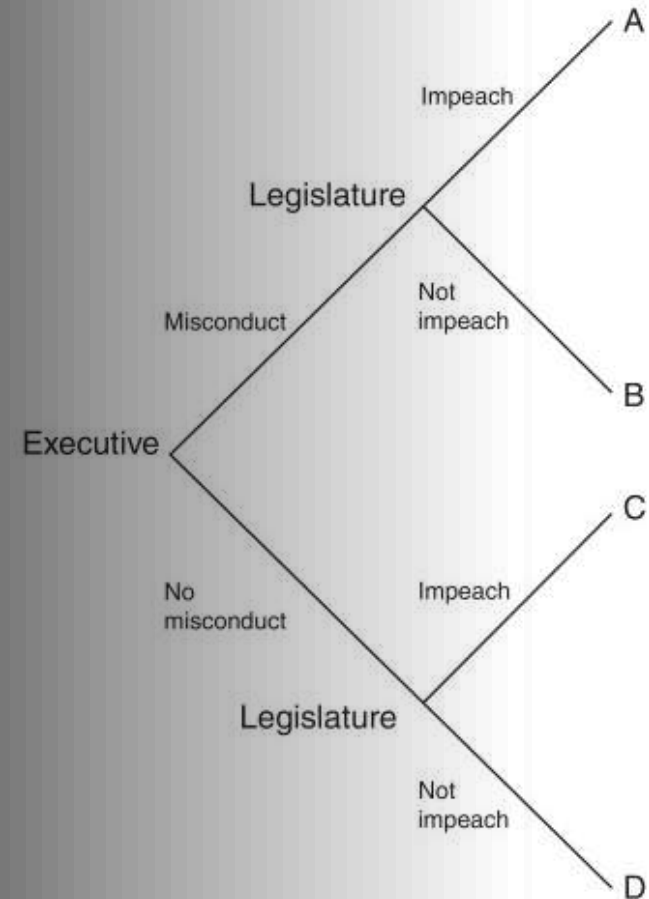 A
Impeach
Legislature
Not
impeach
Misconduct
B
Executive
C
No
misconduct
Impeach
Legislature
Not
impeach
D